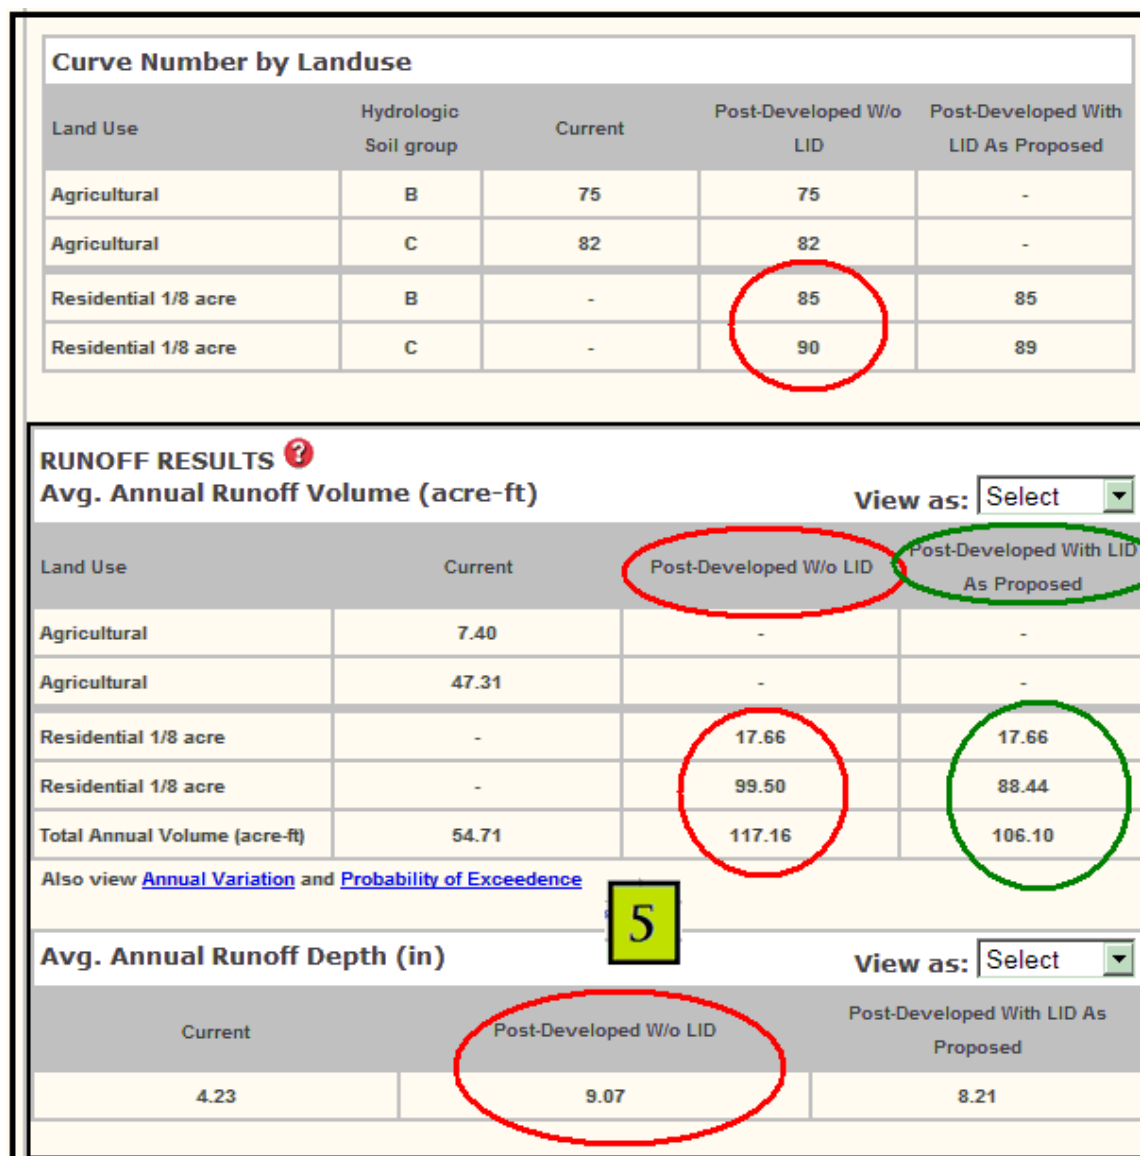 Curve Number by Landuse
Land Use Hydrologic Soil group Current Post-Developed W/o LID Post-Developed With LID As Proposed
Agricultural B 75 75 -
Agricultural C 82 82 -
Residential 1/8 acre B - 85 85
Residential 1/8 acre C - 90 89
RUNOFF RESULTS ?
Avg. Annual Runoff Volume (acre-ft) View as: Select
Land Use Current Post-Developed W/o LID Post-Developed With LID As Proposed
Agricultural 7.40 - -
Agricultural 47.31 - -
Residential 1/8 acre - 17.66 17.66
Residential 1/8 acre - 99.50 88.44
Total Annual Volume (acre-ft) 54.71 117.16 106.10
Also view Annual Variation and Probability of Exceedence
5
Avg. Annual Runoff Depth (in) View as: Select
Current Post-Developed W/o LID Post-Developed With LID As Proposed
4.23 9.07 8.21